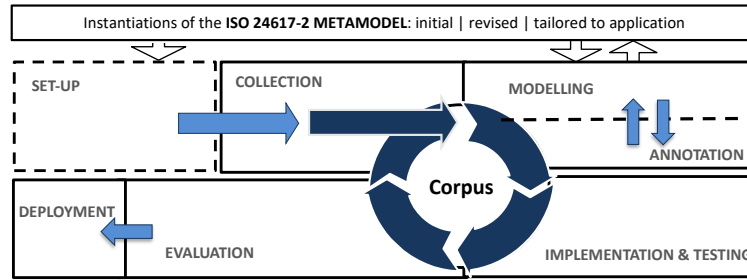 Instantiations of the ISO 24617-2 METAMODEL: initial | revised | tailored to application
SET-UP
COLLECTION
MODELLING
ANNOTATION
Corpus
DEPLOYMENT
EVALUATION
IMPLEMENTATION & TESTING